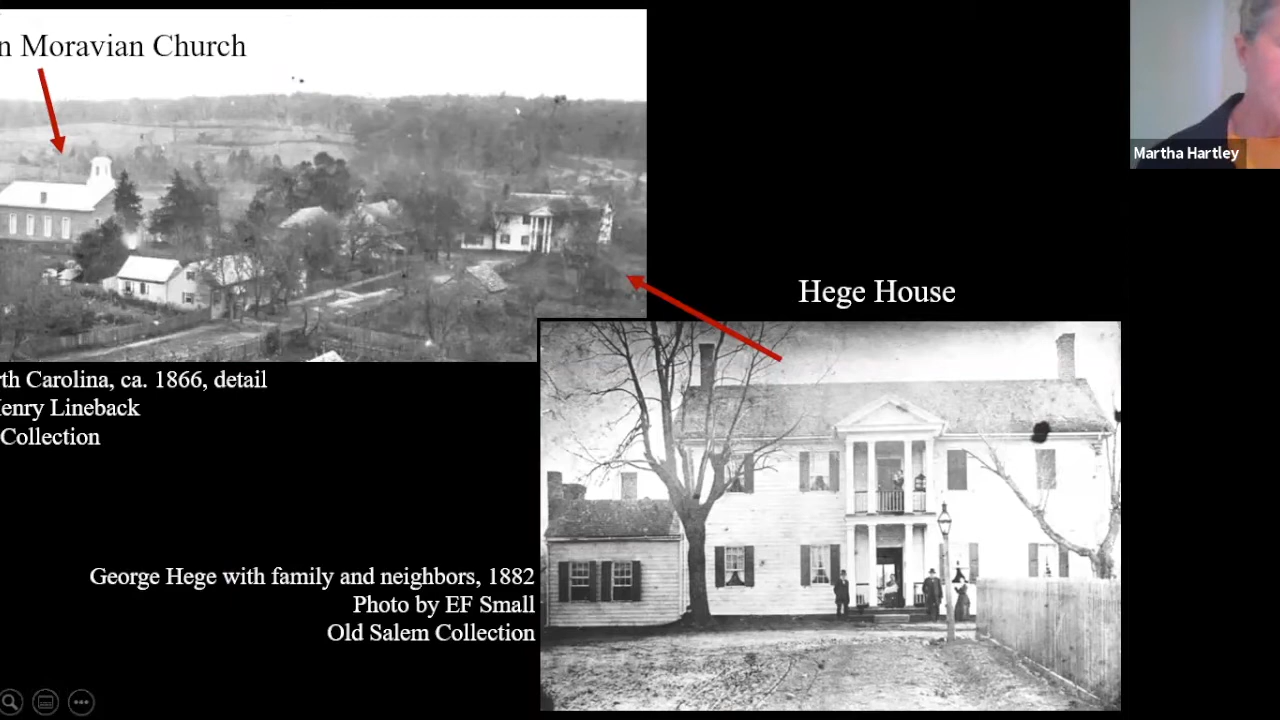 n Moravian Church
Martha Hartley
Hege House
th Carolina, ca. 1866, detail
enry Lineback
Collection
George Hege with family and neighbors, 1882
Photo by EF Small
Old Salem Collection